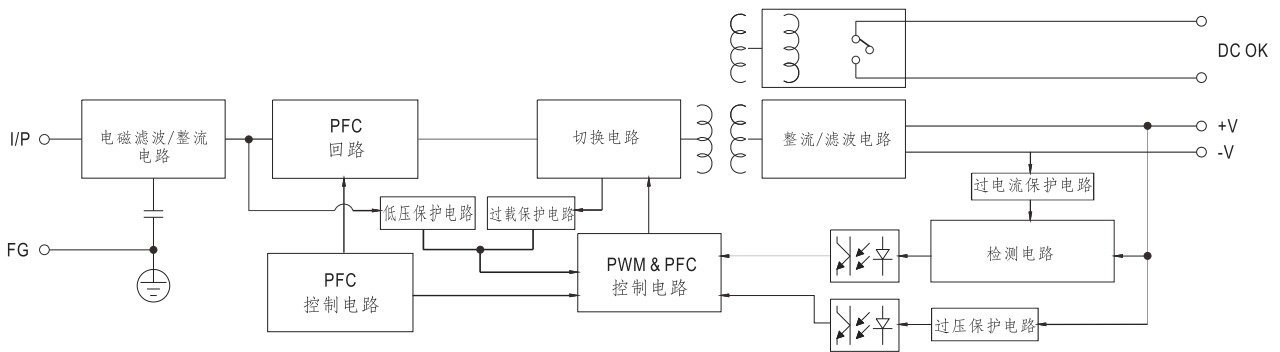 DC OK
I/P
电磁滤波/整流
电路
PFC
回路
切换电路
整流/滤波电路
+V
-V
过电流保护电路
低压保护电路
过载保护电路
FG
PFC
控制电路
PWM & PFC
控制电路
检测电路
过压保护电路